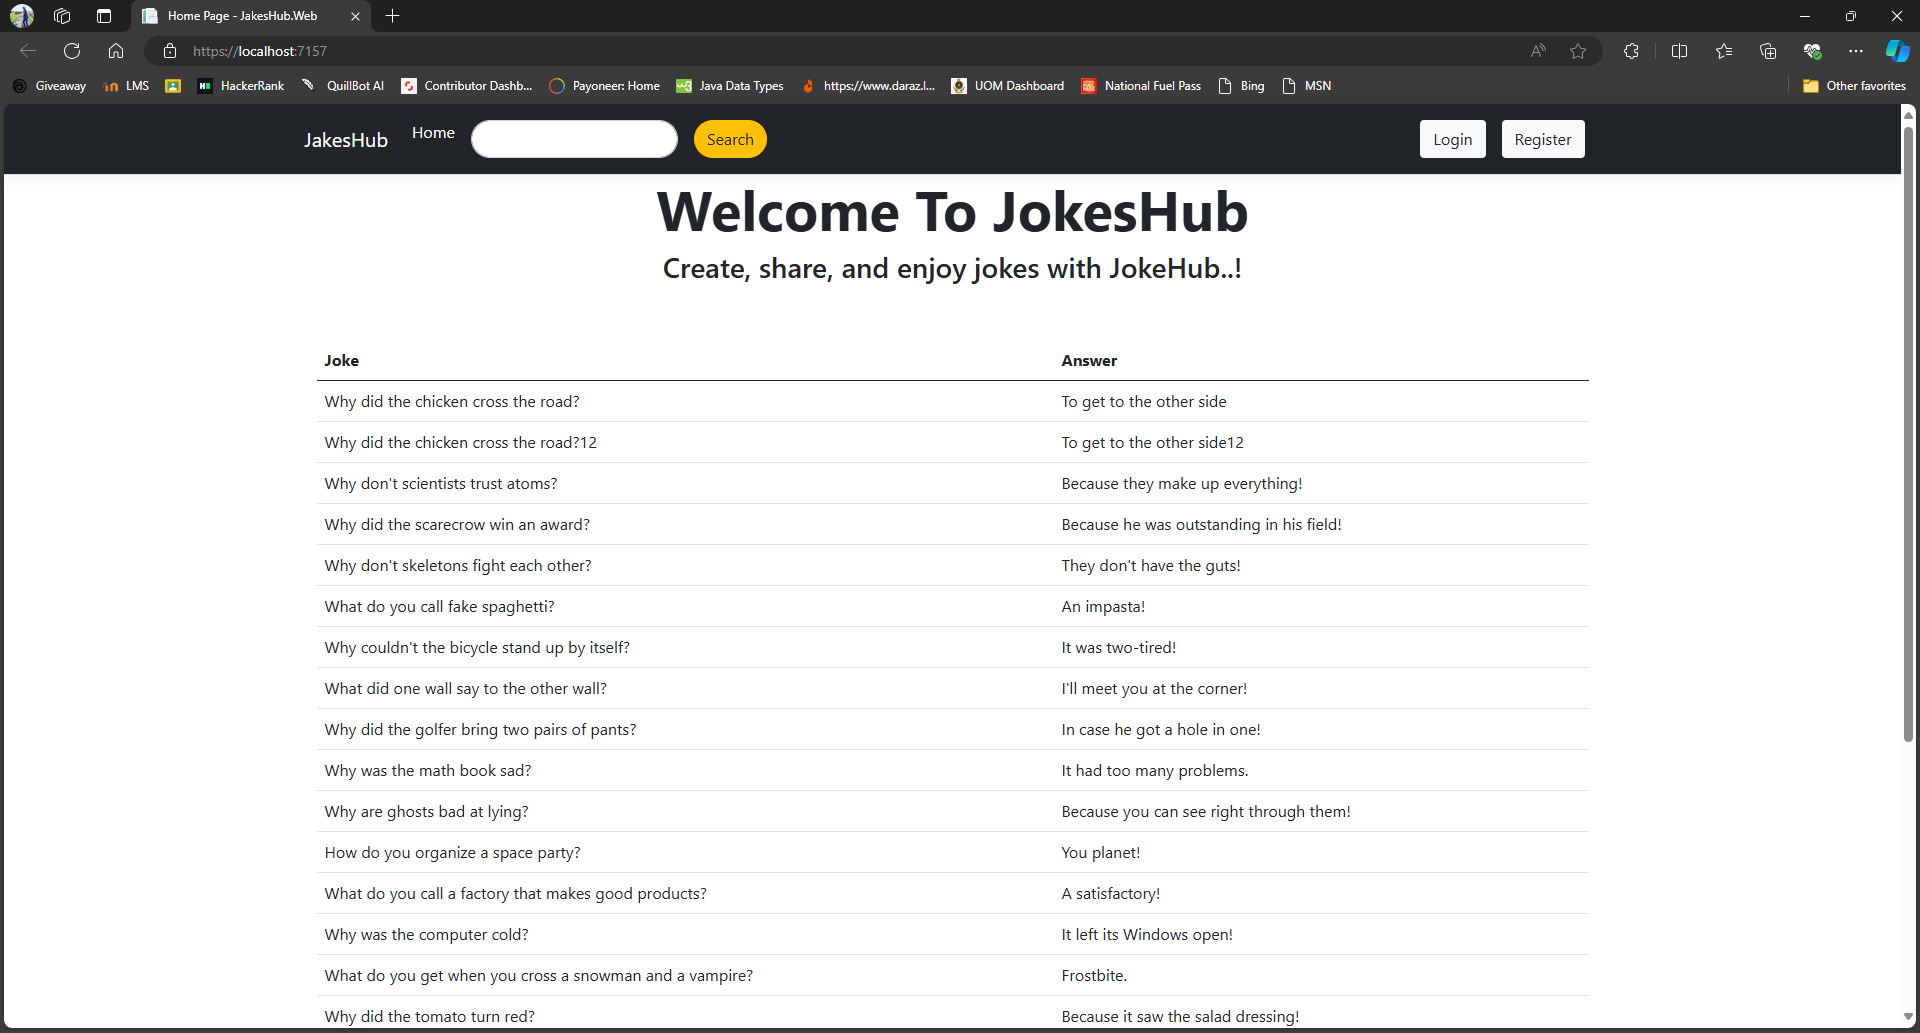 Home Page - JakesHub.Web
https://localhost:7157
Giveaway LMS HackerRank QuillBot AI Contributor Dashb... Payoneer: Home Java Data Types https://www.daraz.l... UOM Dashboard National Fuel Pass Bing MSN Other favorites
JakesHub Home Search Login Register
Welcome To JokesHub
Create, share, and enjoy jokes with JokeHub..!
Joke Answer
Why did the chicken cross the road? To get to the other side
Why did the chicken cross the road?12 To get to the other side12
Why don't scientists trust atoms? Because they make up everything!
Why did the scarecrow win an award? Because he was outstanding in his field!
Why don't skeletons fight each other? They don't have the guts!
What do you call fake spaghetti? An impasta!
Why couldn't the bicycle stand up by itself? It was two-tired!
What did one wall say to the other wall? I'll meet you at the corner!
Why did the golfer bring two pairs of pants? In case he got a hole in one!
Why was the math book sad? It had too many problems.
Why are ghosts bad at lying? Because you can see right through them!
How do you organize a space party? You planet!
What do you call a factory that makes good products? A satisfactory!
Why was the computer cold? It left its Windows open!
What do you get when you cross a snowman and a vampire? Frostbite.
Why did the tomato turn red? Because it saw the salad dressing!